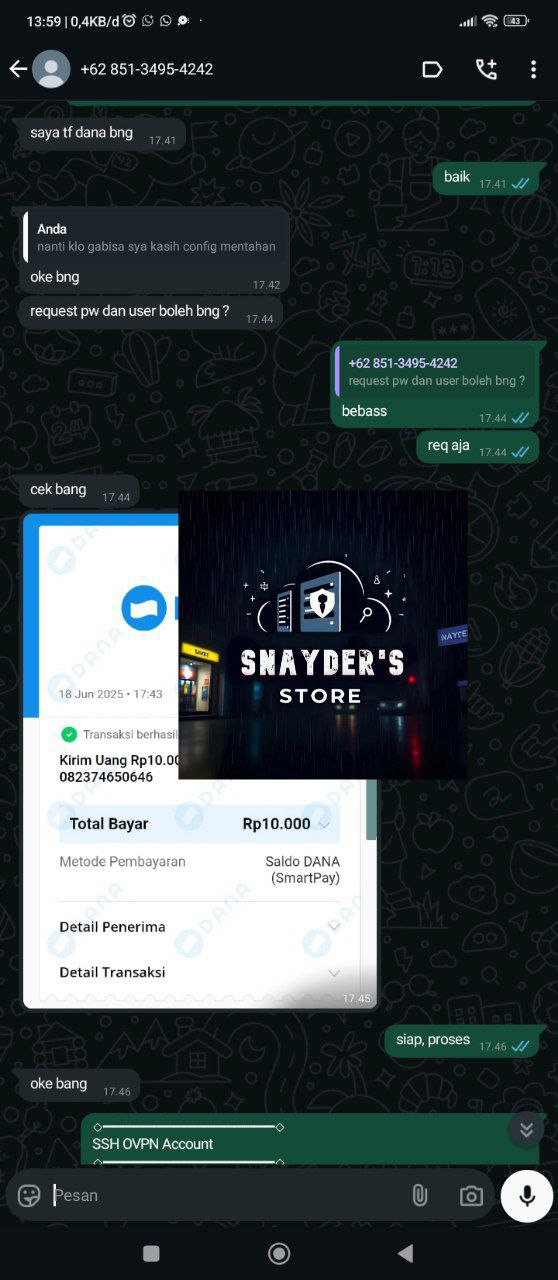 13:59 | 0,4KB/d
43
+62 851-3495-4242
saya tf dana bng 17.41
baik 17.41
Anda
nanti klo gabisa sya kasih config mentahan
oke bng
17.42
request pw dan user boleh bng ? 17.44
+62 851-3495-4242
request pw dan user boleh bng ?
bebass
17.44
req aja 17.44
cek bang 17.44
18 Jun 2025 • 17:43
Transaksi berhasil
Kirim Uang Rp10.00
082374650646
Total Bayar Rp10.000
Metode Pembayaran Saldo DANA
(SmartPay)
Detail Penerima
Detail Transaksi
17.45
SNAYDER'S
STORE
siap, proses 17.46
oke bang 17.46
SSH OVPN Account
Pesan